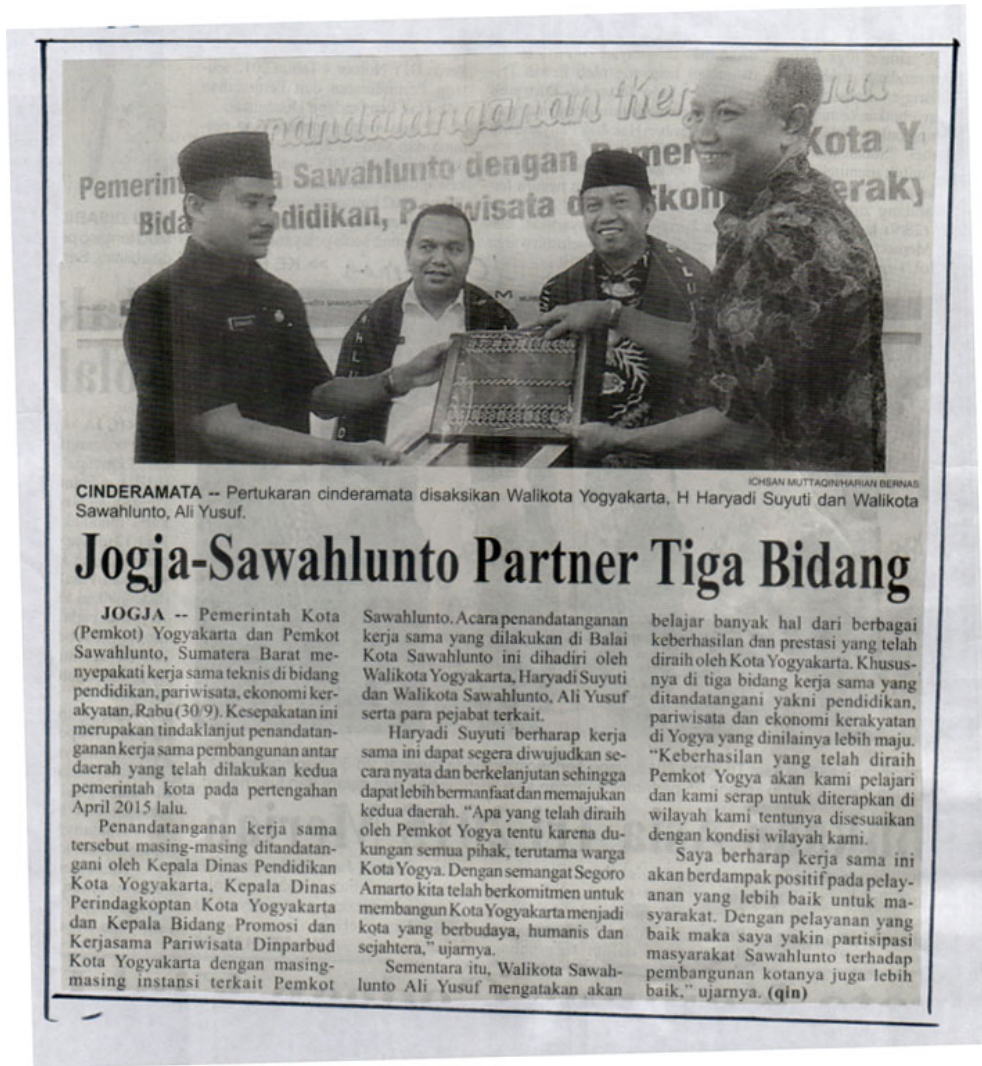 Penandatanganan Kerjasama
Pemerin Sawahlunto dengan Pemer Kota Y
Bida Pendidikan, Pariwisata d Ekono eraky
ICHSAN MUTTAQIN/HARIAN BERNAS
CINDERAMATA -- Pertukaran cinderamata disaksikan Walikota Yogyakarta, H Haryadi Suyuti dan Walikota
Sawahlunto, Ali Yusuf.
Jogja-Sawahlunto Partner Tiga Bidang
JOGJA -- Pemerintah Kota
(Pemkot) Yogyakarta dan Pemkot
Sawahlunto, Sumatera Barat me-
nyepakati kerja sama teknis di bidang
pendidikan, pariwisata, ekonomi ker-
akyatan, Rabu (30/9). Kesepakatan ini
merupakan tindaklanjut penandatan-
ganan kerja sama pembangunan antar
daerah yang telah dilakukan kedua
pemerintah kota pada pertengahan
April 2015 lalu.
Penandatanganan kerja sama
tersebut masing-masing ditandatan-
gani oleh Kepala Dinas Pendidikan
Kota Yogyakarta, Kepala Dinas
Perindagkoptan Kota Yogyakarta
dan Kepala Bidang Promosi dan
Kerjasama Pariwisata Dinparbud
Kota Yogyakarta dengan masing-
masing instansi terkait Pemkot
Sawahlunto. Acara penandatanganan
kerja sama yang dilakukan di Balai
Kota Sawahlunto ini dihadiri oleh
Walikota Yogyakarta, Haryadi Suyuti
dan Walikota Sawahlunto, Ali Yusuf
serta para pejabat terkait.
Haryadi Suyuti berharap kerja
sama ini dapat segera diwujudkan se-
cara nyata dan berkelanjutan sehingga
dapat lebih bermanfaat dan memajukan
kedua daerah. "Apa yang telah diraih
oleh Pemkot Yogya tentu karena du-
kungan semua pihak, terutama warga
Kota Yogya. Dengan semangat Segoro
Amarto kita telah berkomitmen untuk
membangun Kota Yogyakarta menjadi
kota yang berbudaya, humanis dan
sejahtera," ujarnya.
Sementara itu, Walikota Sawah-
lunto Ali Yusuf mengatakan akan
belajar banyak hal dari berbagai
keberhasilan dan prestasi yang telah
diraih oleh Kota Yogyakarta. Khusus-
nya di tiga bidang kerja sama yang
ditandatangani yakni pendidikan,
pariwisata dan ekonomi kerakyatan
di Yogya yang dinilainya lebih maju.
"Keberhasilan yang telah diraih
Pemkot Yogya akan kami pelajari
dan kami serap untuk diterapkan di
wilayah kami tentunya disesuaikan
dengan kondisi wilayah kami.
Saya berharap kerja sama ini
akan berdampak positif pada pelay-
anan yang lebih baik untuk ma-
syarakat. Dengan pelayanan yang
baik maka saya yakin partisipasi
masyarakat Sawahlunto terhadap
pembangunan kotanya juga lebih
baik," ujarnya. (qin)